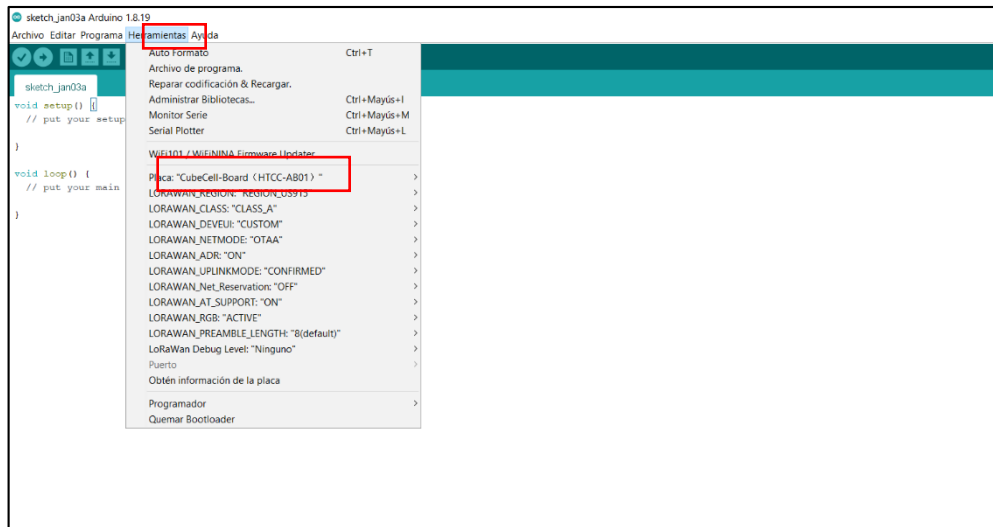 sketch_jan03a Arduino 1.8.19
Archivo Editar Programa Herramientas Ayuda
sketch_jan03a
void setup() {
// put your setup
}
void loop() {
// put your main
}
Auto Formato Ctrl+T
Archivo de programa.
Reparar codificación & Recargar.
Administrar Bibliotecas... Ctrl+Mayús+I
Monitor Serie Ctrl+Mayús+M
Serial Plotter Ctrl+Mayús+L
WiFi101 / WiFiNINA Firmware Updater
Placa: "CubeCell-Board（HTCC-AB01）"
LORAWAN_REGION: "REGION_US915"
LORAWAN_CLASS: "CLASS_A"
LORAWAN_DEVEUI: "CUSTOM"
LORAWAN_NETMODE: "OTAA"
LORAWAN_ADR: "ON"
LORAWAN_UPLINKMODE: "CONFIRMED"
LORAWAN_Net_Reservation: "OFF"
LORAWAN_AT_SUPPORT: "ON"
LORAWAN_RGB: "ACTIVE"
LORAWAN_PREAMBLE_LENGTH: "8(default)"
LoRaWan Debug Level: "Ninguno"
Puerto
Obtén información de la placa
Programador
Quemar Bootloader